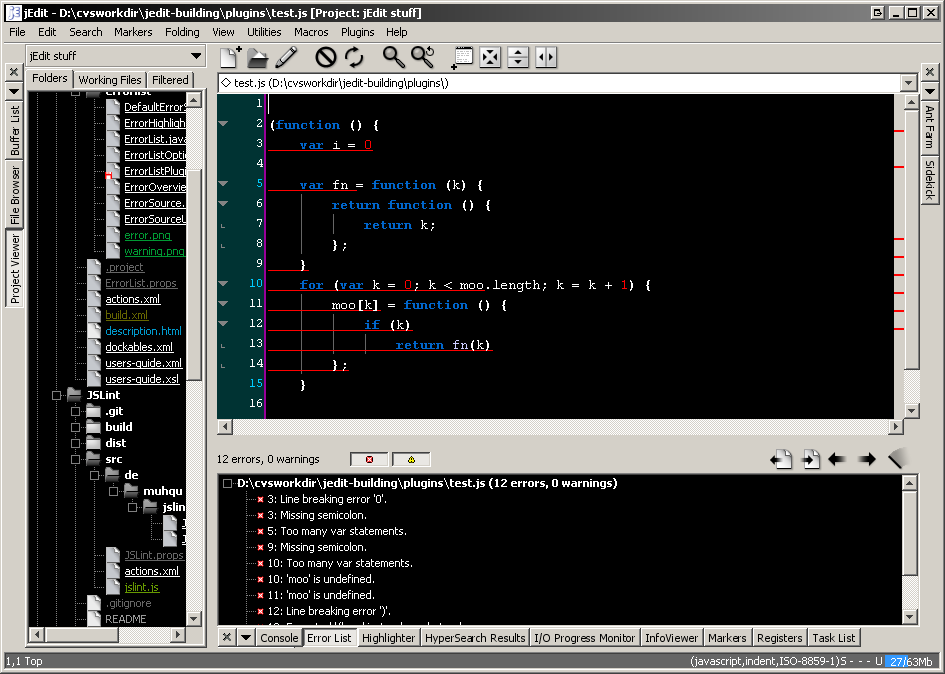 jEdit - D:\cvsworkdir\jedit-building\plugins\test.js [Project: jEdit stuff]
File Edit Search Markers Folding View Utilities Macros Plugins Help
jEdit stuff
Folders Working Files Filtered
Buffer List
File Browser
Project Viewer
DefaultErrorS
ErrorHighligh
ErrorList.java
ErrorListOptio
ErrorListPlugi
ErrorOvervie
ErrorSource.
ErrorSourceU
error.png
warning.png
.project
ErrorList.props
actions.xml
build.xml
description.html
dockables.xml
users-guide.xml
users-guide.xsl
JSLint
.git
build
dist
src
de
muhqu
jslin
JSLint.props
actions.xml
jslint.js
.gitignore
README
test.js (D:\cvsworkdir\jedit-building\plugins\)
1
2 (function () {
3 var i = 0
4
5 var fn = function (k) {
6 return function () {
7 return k;
8 };
9 }
10 for (var k = 0; k < moo.length; k = k + 1) {
11 moo[k] = function () {
12 if (k)
13 return fn(k)
14 };
15 }
16
Ant Farm
Sidekick
12 errors, 0 warnings
D:\cvsworkdir\jedit-building\plugins\test.js (12 errors, 0 warnings)
3: Line breaking error '0'.
3: Missing semicolon.
5: Too many var statements.
9: Missing semicolon.
10: Too many var statements.
10: 'moo' is undefined.
11: 'moo' is undefined.
12: Line breaking error ')'.
Console Error List Highlighter HyperSearch Results I/O Progress Monitor InfoViewer Markers Registers Task List
1,1 Top (javascript,indent,ISO-8859-1)S - - - U 27/63Mb